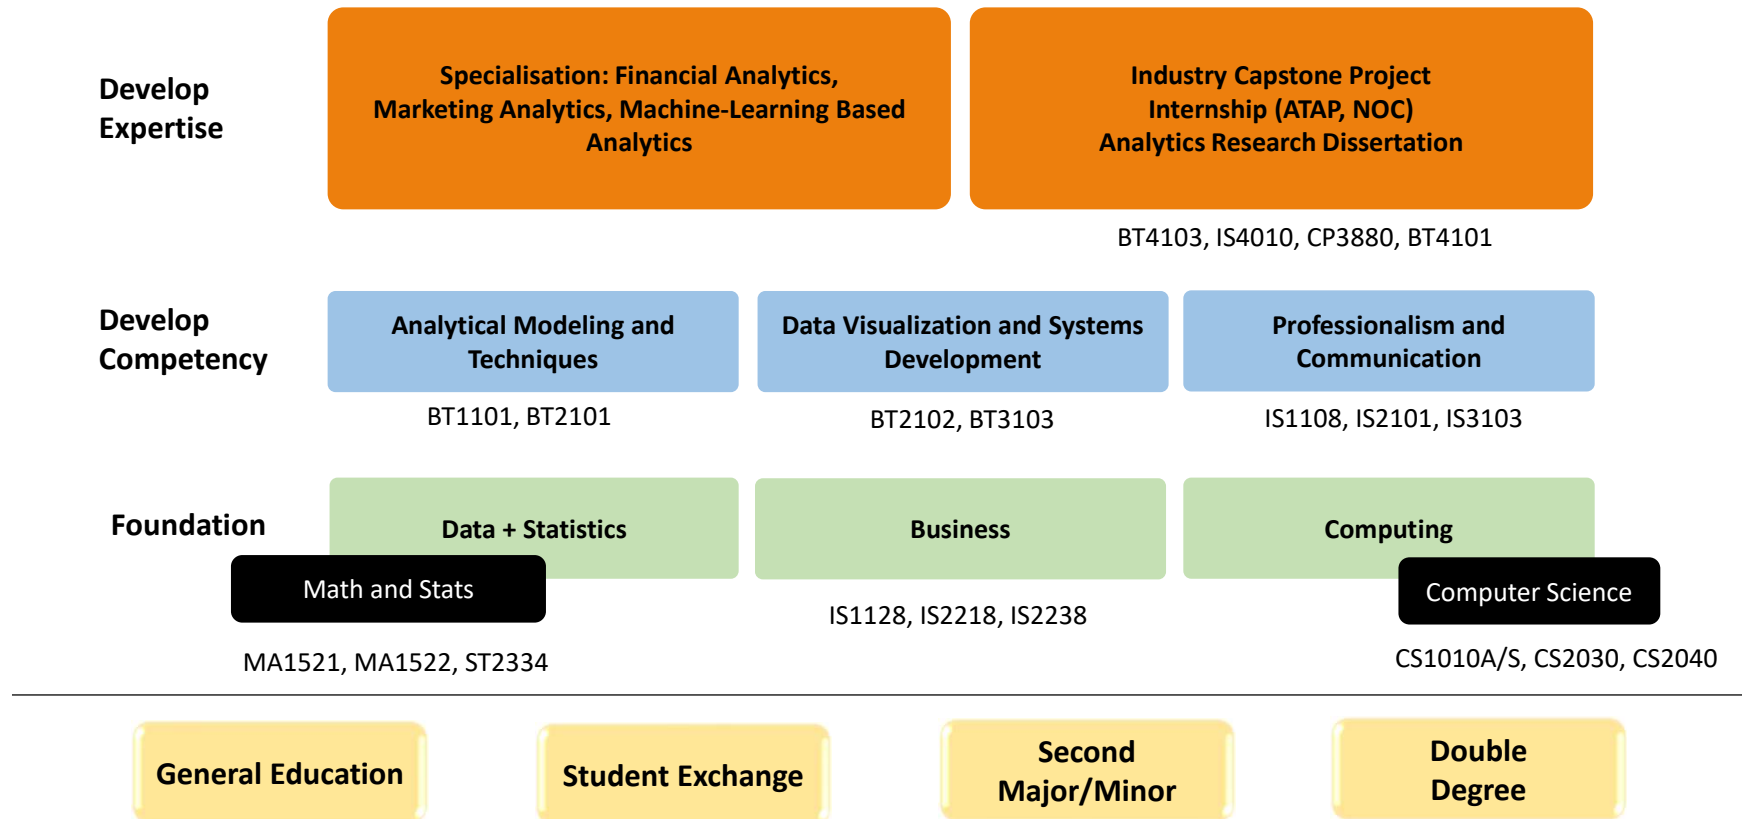 Develop
Expertise
Specialisation: Financial Analytics,
Marketing Analytics, Machine-Learning Based
Analytics
Industry Capstone Project
Internship (ATAP, NOC)
Analytics Research Dissertation
BT4103, IS4010, CP3880, BT4101
Develop
Competency
Analytical Modeling and
Techniques
Data Visualization and Systems
Development
Professionalism and
Communication
BT1101, BT2101
BT2102, BT3103
IS1108, IS2101, IS3103
Foundation
Data + Statistics
Business
Computing
Math and Stats
Computer Science
IS1128, IS2218, IS2238
MA1521, MA1522, ST2334
CS1010A/S, CS2030, CS2040
General Education
Student Exchange
Second
Major/Minor
Double
Degree